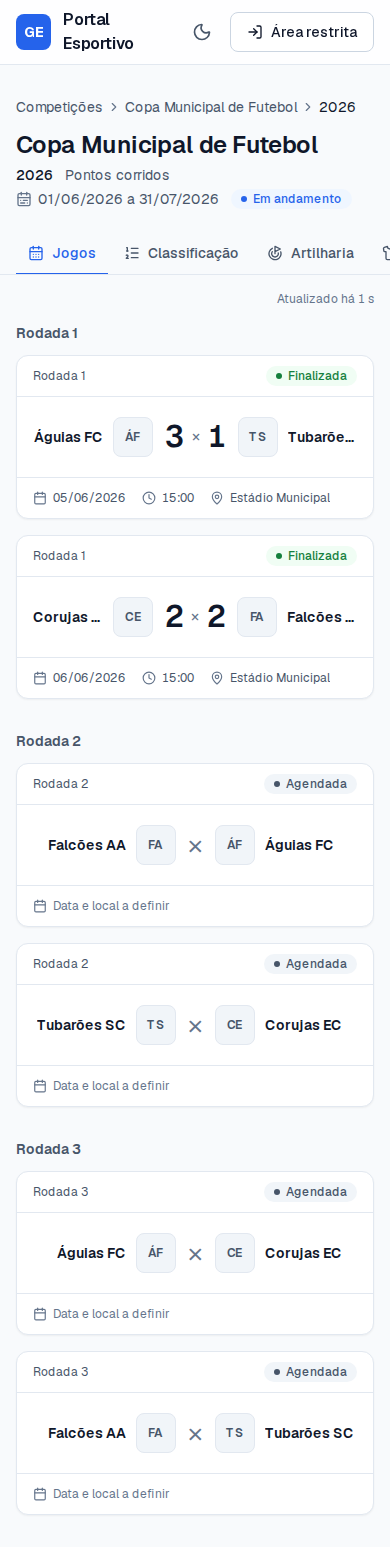 GE
Portal
Esportivo
Área restrita
Competições > Copa Municipal de Futebol > 2026
Copa Municipal de Futebol
2026 Pontos corridos
01/06/2026 a 31/07/2026 Em andamento
Jogos Classificação Artilharia
Atualizado há 1 s
Rodada 1
Rodada 1 Finalizada
Águias FC ÁF 3 × 1 TS Tubarõe...
05/06/2026 15:00 Estádio Municipal
Rodada 1 Finalizada
Corujas ... CE 2 × 2 FA Falcões ...
06/06/2026 15:00 Estádio Municipal
Rodada 2
Rodada 2 Agendada
Falcões AA FA × ÁF Águias FC
Data e local a definir
Rodada 2 Agendada
Tubarões SC TS × CE Corujas EC
Data e local a definir
Rodada 3
Rodada 3 Agendada
Águias FC ÁF × CE Corujas EC
Data e local a definir
Rodada 3 Agendada
Falcões AA FA × TS Tubarões SC
Data e local a definir